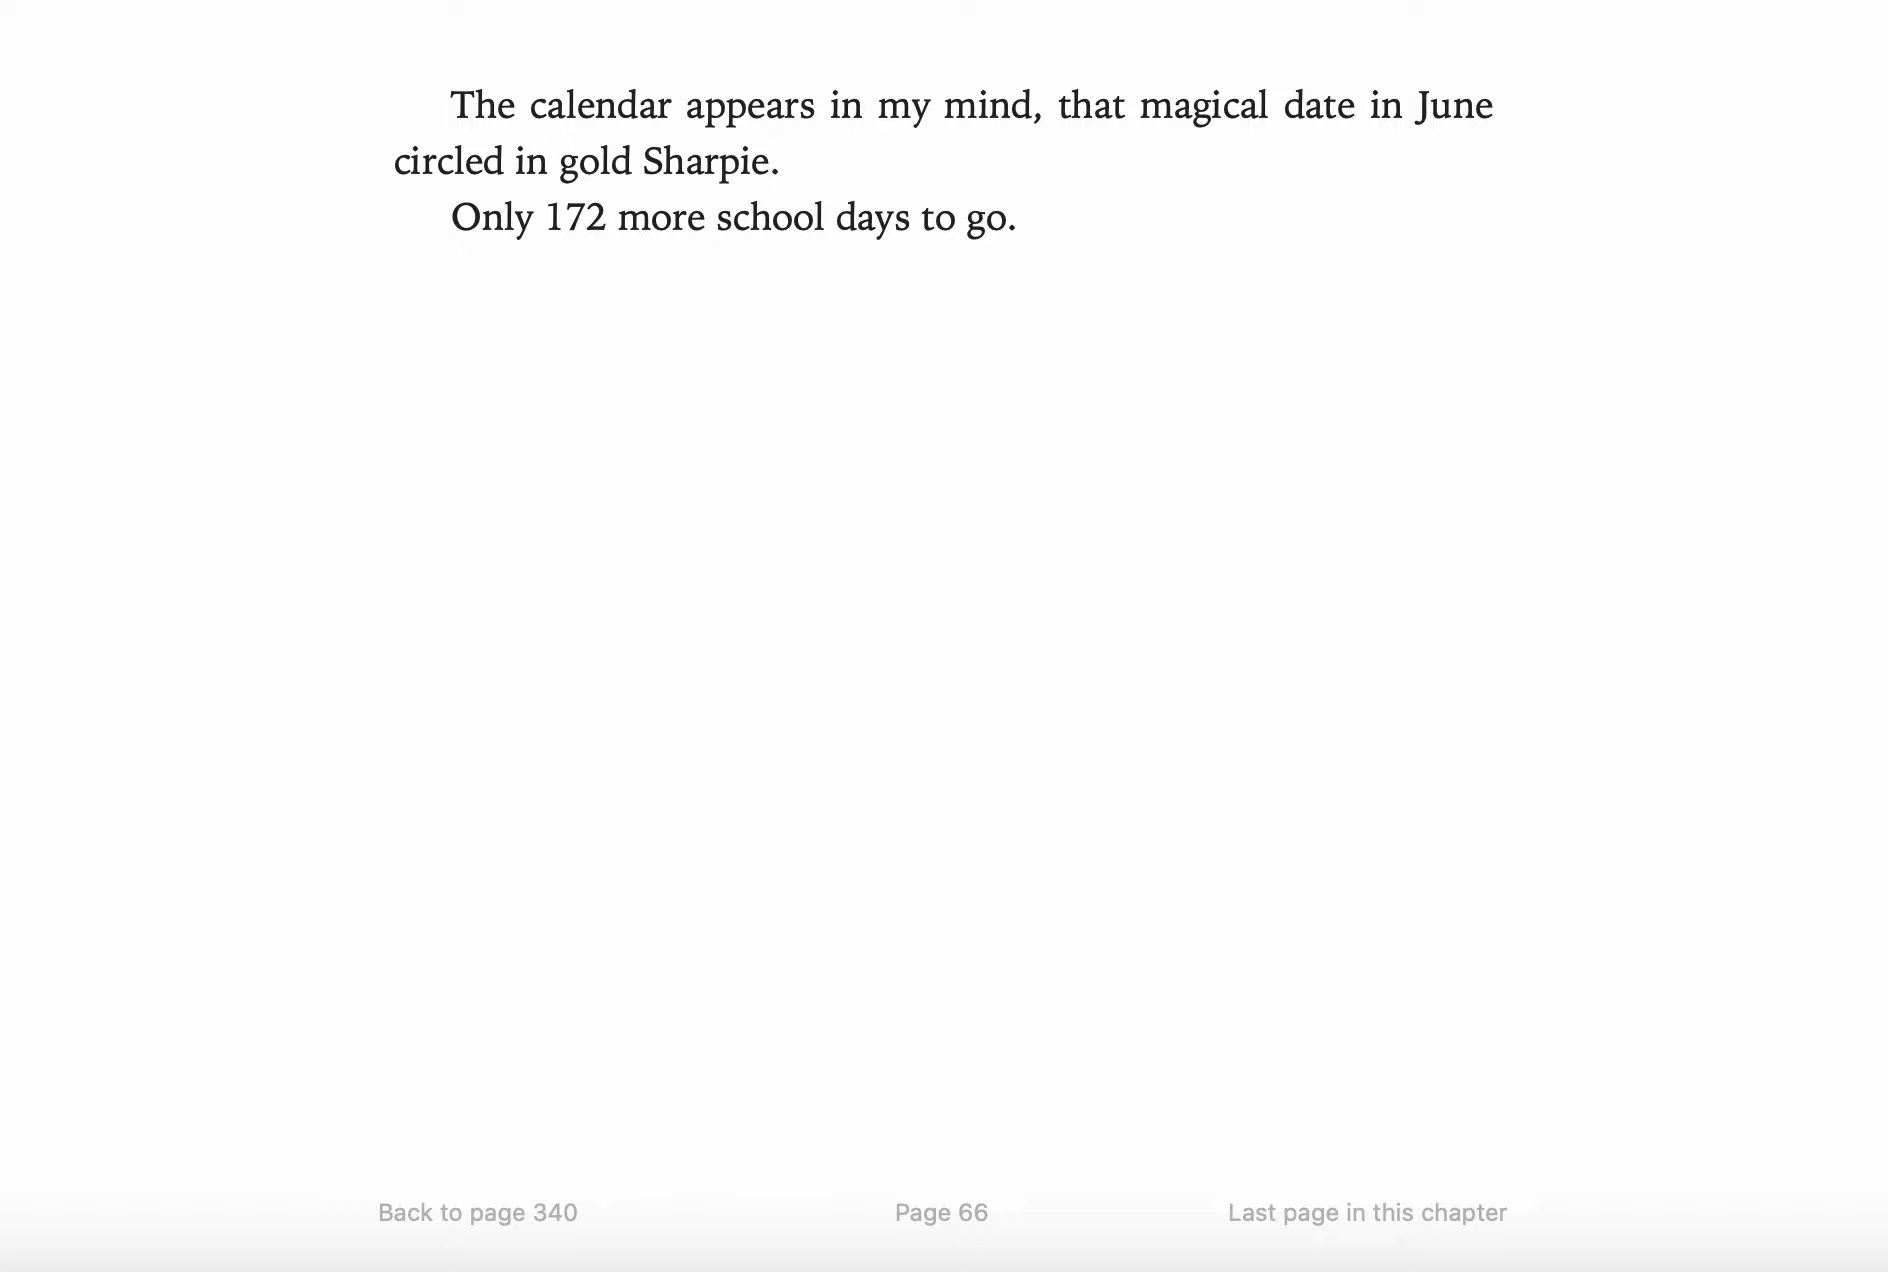 The calendar appears in my mind, that magical date in June
circled in gold Sharpie.
Only 172 more school days to go.
Back to page 340
Page 66
Last page in this chapter